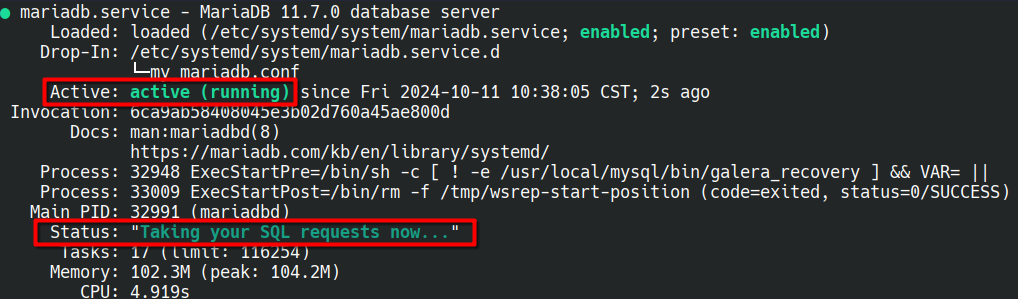 ● mariadb.service - MariaDB 11.7.0 database server
Loaded: loaded (/etc/systemd/system/mariadb.service; enabled; preset: enabled)
Drop-In: /etc/systemd/system/mariadb.service.d
└─my_mariadb.conf
Active: active (running) since Fri 2024-10-11 10:38:05 CST; 2s ago
Invocation: 6ca9ab58408045e3b02d760a45ae800d
Docs: man:mariadbd(8)
https://mariadb.com/kb/en/library/systemd/
Process: 32948 ExecStartPre=/bin/sh -c [ ! -e /usr/local/mysql/bin/galera_recovery ] && VAR= ||
Process: 33009 ExecStartPost=/bin/rm -f /tmp/wsrep-start-position (code=exited, status=0/SUCCESS)
Main PID: 32991 (mariadbd)
Status: "Taking your SQL requests now..."
Tasks: 17 (limit: 116254)
Memory: 102.3M (peak: 104.2M)
CPU: 4.919s